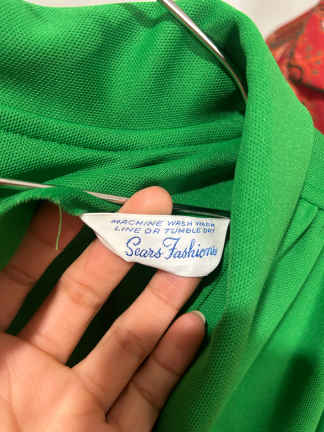 MACHINE WASH WARM
LINE OR TUMBLE DRY
Sears Fashions